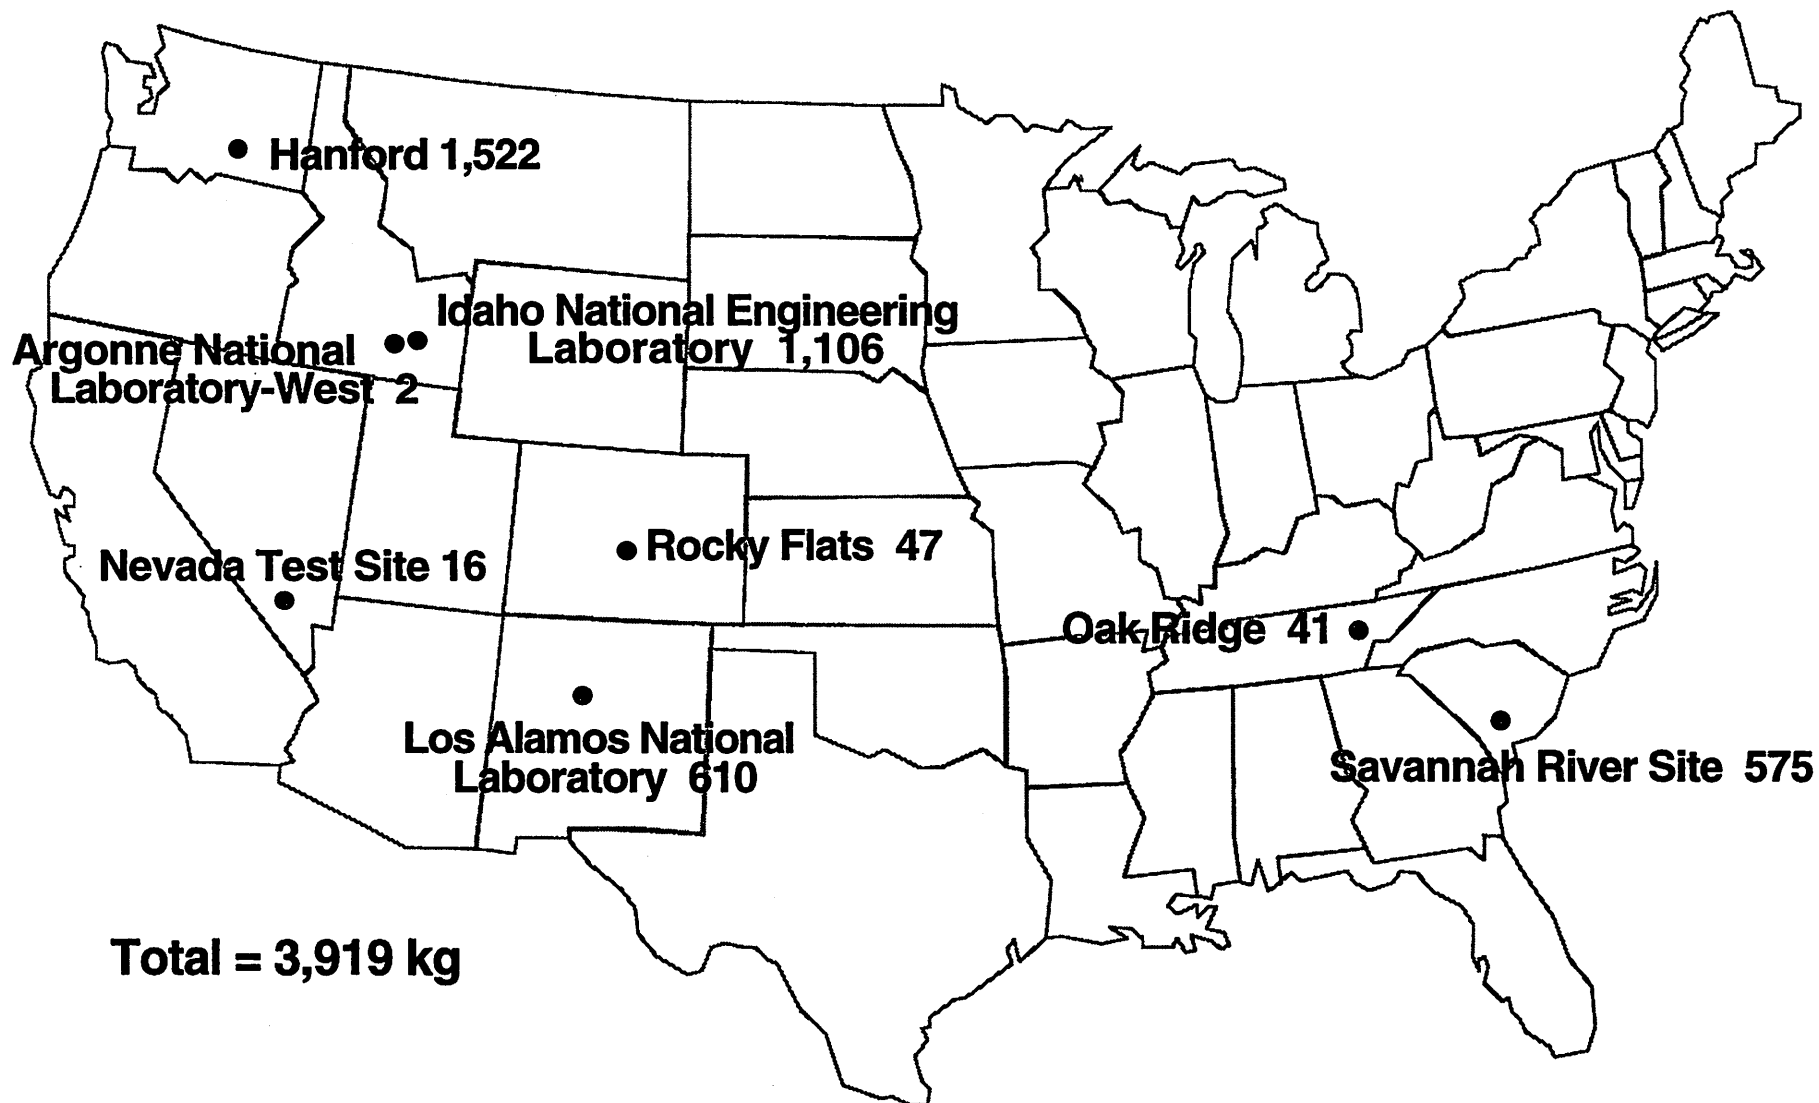 Hanford 1,522
Idaho National Engineering
Laboratory 1,106
Argonne National
Laboratory-West 2
Rocky Flats 47
Nevada Test Site 16
Oak Ridge 41
Los Alamos National
Laboratory 610
Savannah River Site 575
Total = 3,919 kg